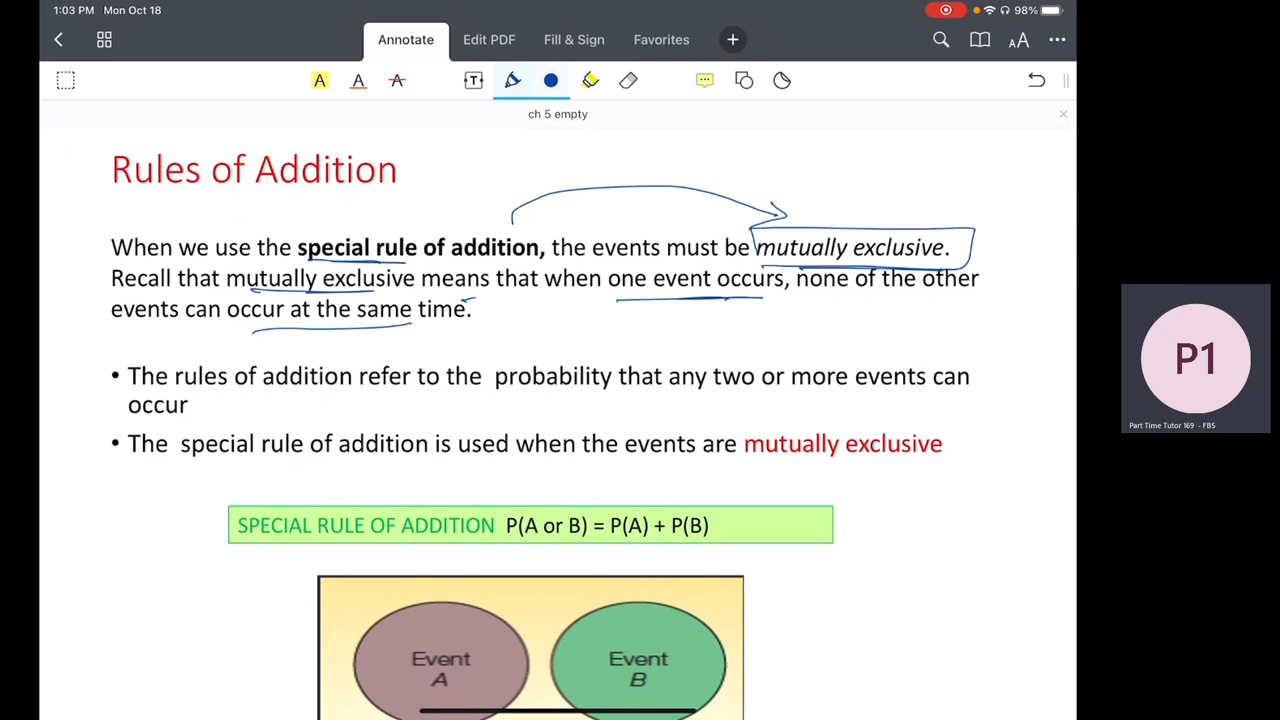 1:03 PM Mon Oct 18
98%
Annotate Edit PDF Fill & Sign Favorites +
AA
A A A T
ch 5 empty
Rules of Addition
When we use the special rule of addition, the events must be mutually exclusive.
Recall that mutually exclusive means that when one event occurs, none of the other
events can occur at the same time.
• The rules of addition refer to the  probability that any two or more events can
occur
• The  special rule of addition is used when the events are mutually exclusive
SPECIAL RULE OF ADDITION P(A or B) = P(A) + P(B)
Event Event
A B
P1
Part Time Tutor 169 - FBS